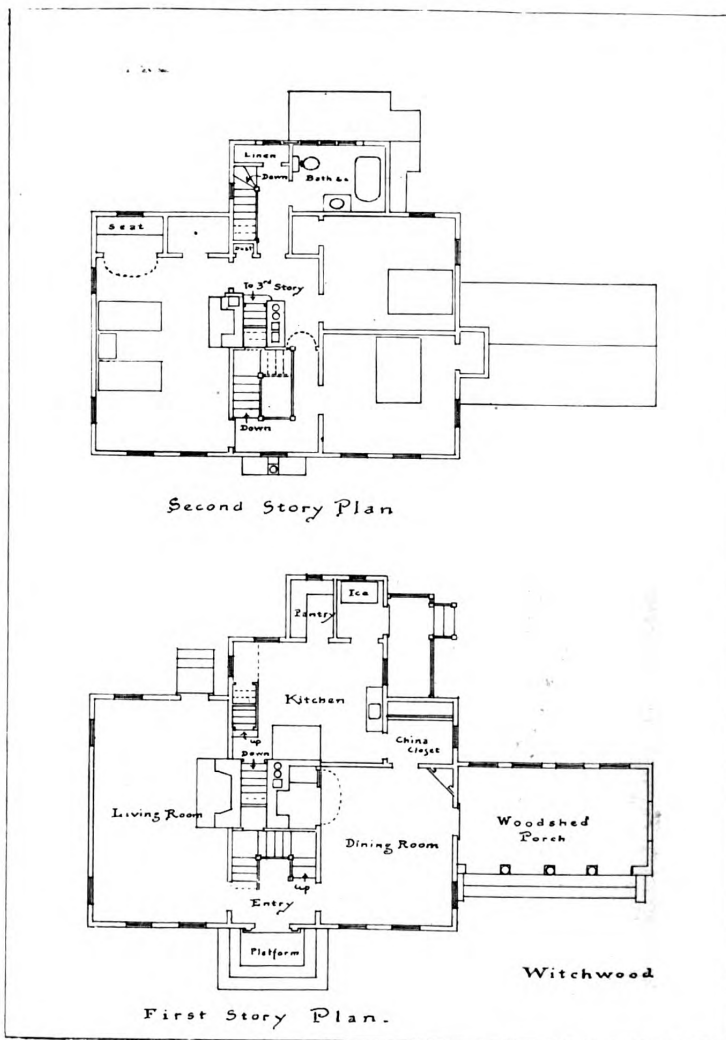 Linen
Down
Bath &c
Seat
Dust
To 3rd Story
Down
Second Story Plan
Ice
Pantry
Kitchen
up
Down
China
Closet
Living Room
Dining Room
Woodshed
Porch
up
Entry
Platform
Witchwood
First Story Plan.